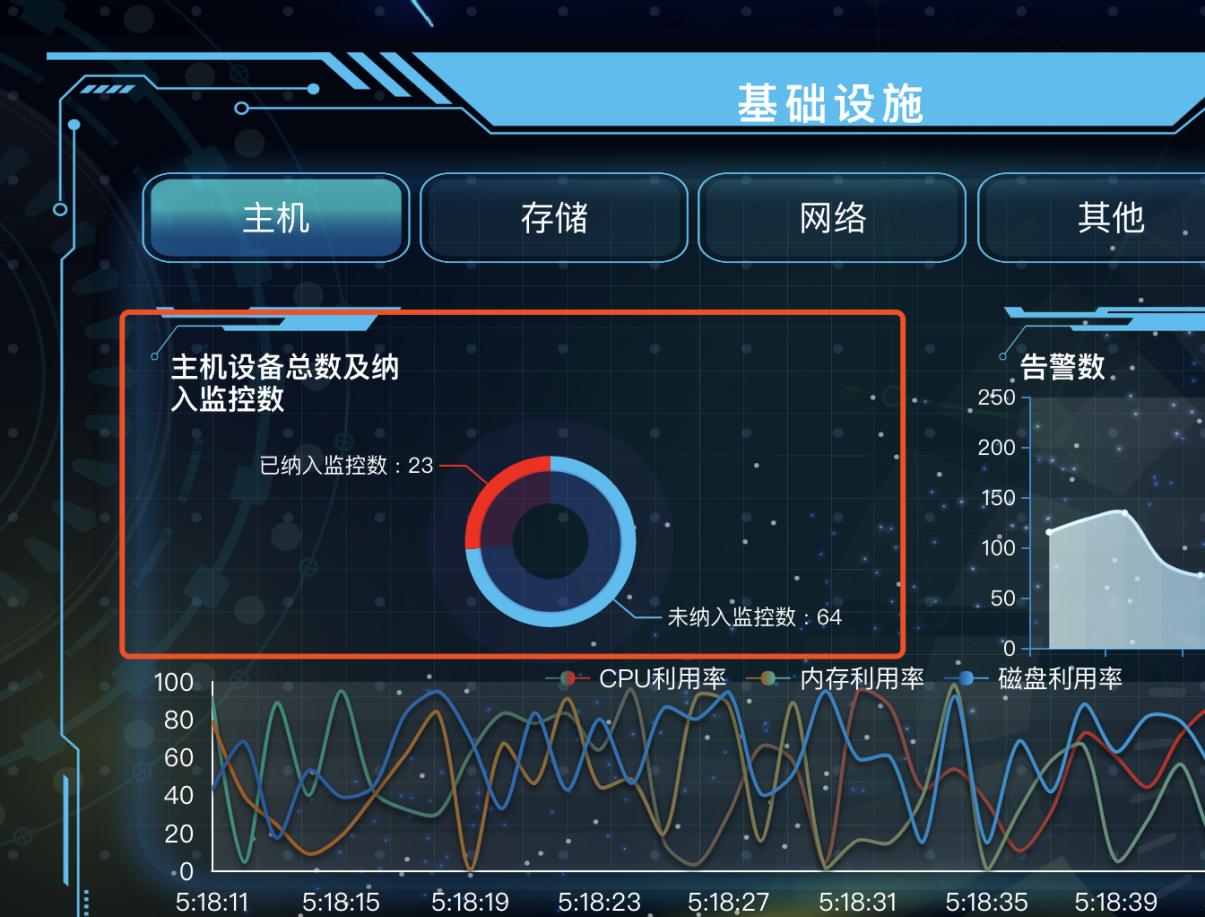 基础设施
主机
存储
网络
其他
主机设备总数及纳
入监控数
已纳入监控数：23
未纳入监控数：64
告警数
250
200
150
100
50
0
CPU利用率
内存利用率
磁盘利用率
100
80
60
40
20
0
5:18:11
5:18:15
5:18:19
5:18:23
5:18:27
5:18:31
5:18:35
5:18:39